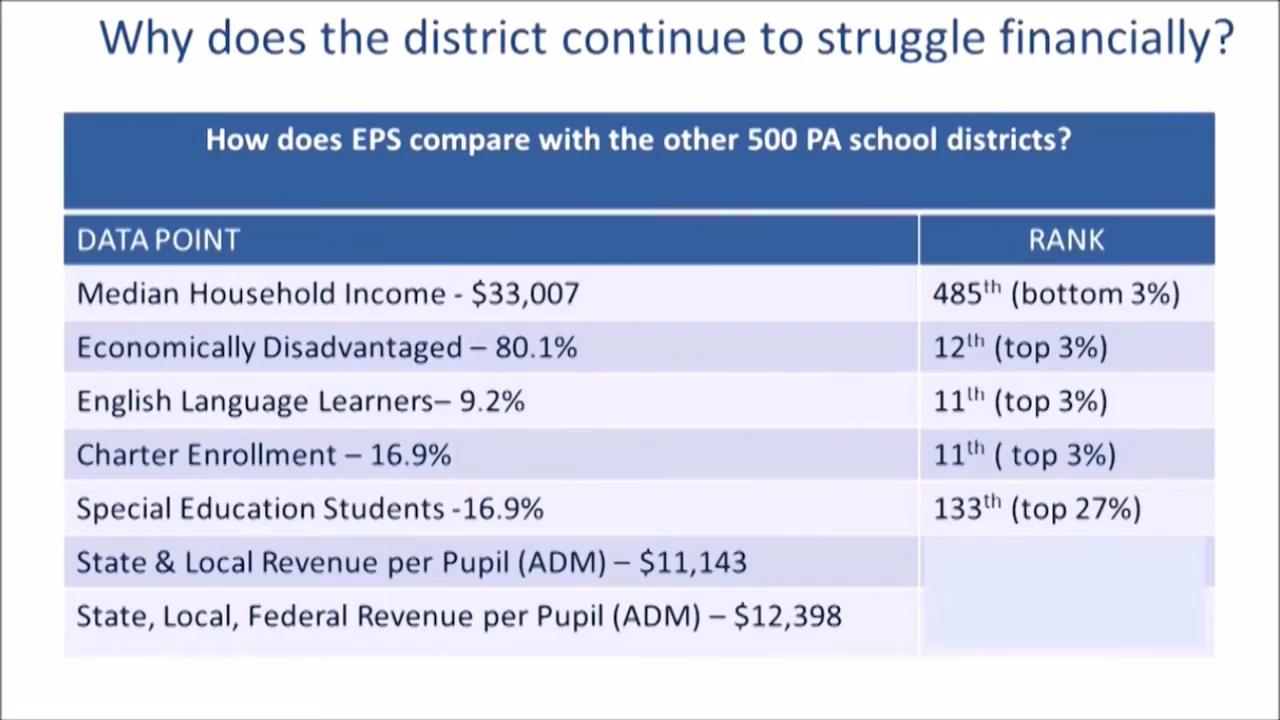 Why does the district continue to struggle financially?
How does EPS compare with the other 500 PA school districts?
DATA POINT RANK
Median Household Income - $33,007 485th (bottom 3%)
Economically Disadvantaged – 80.1% 12th (top 3%)
English Language Learners– 9.2% 11th (top 3%)
Charter Enrollment – 16.9% 11th ( top 3%)
Special Education Students -16.9% 133th (top 27%)
State & Local Revenue per Pupil (ADM) – $11,143
State, Local, Federal Revenue per Pupil (ADM) – $12,398